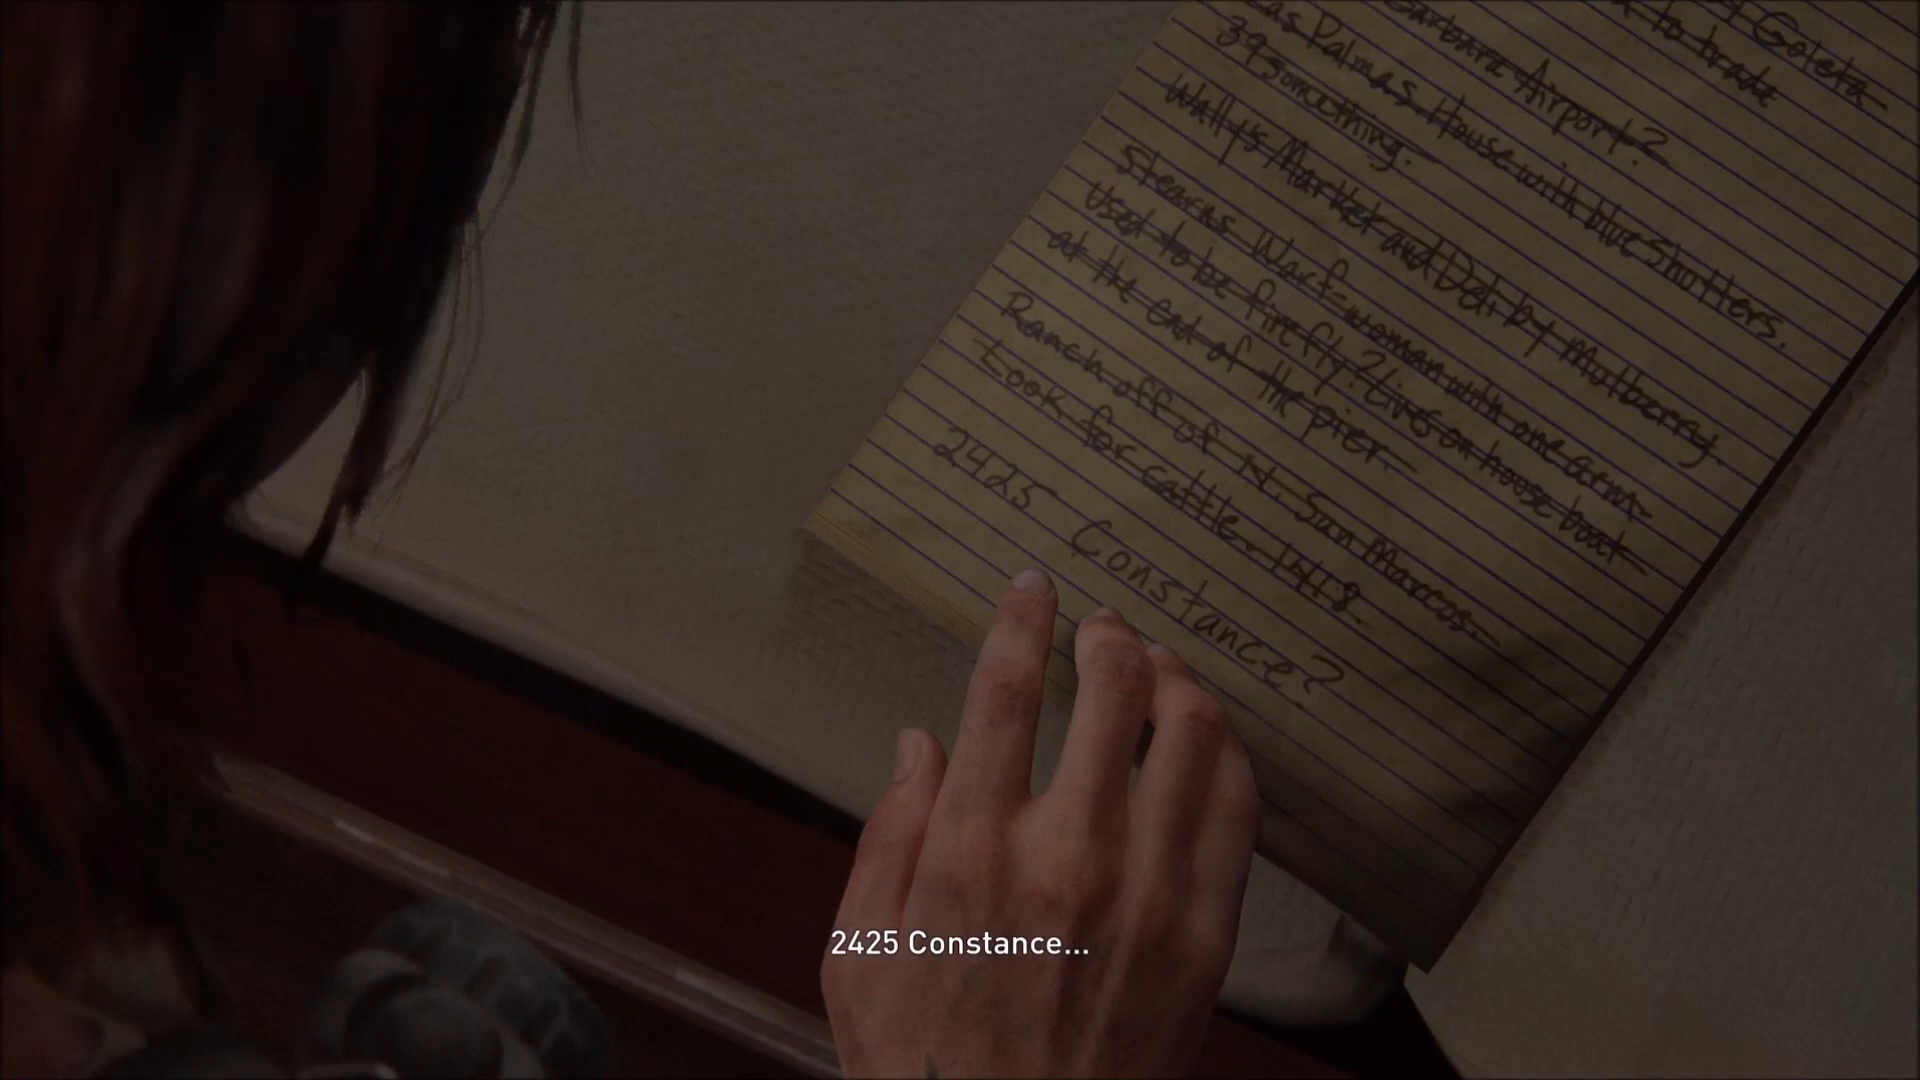 Goleta
to trade
Barbara Airport?
Las Palmas. House with blue Shutters.
39 something.
Wally's Market and Deli by Mulberry.
Stearns Warf - woman with one arm.
Used to be firefly? Lives on house boat
at the end of the pier.
Ranch off of N. San Marcos.
Look for cattle. 1548.
2425 Constance?
2425 Constance...